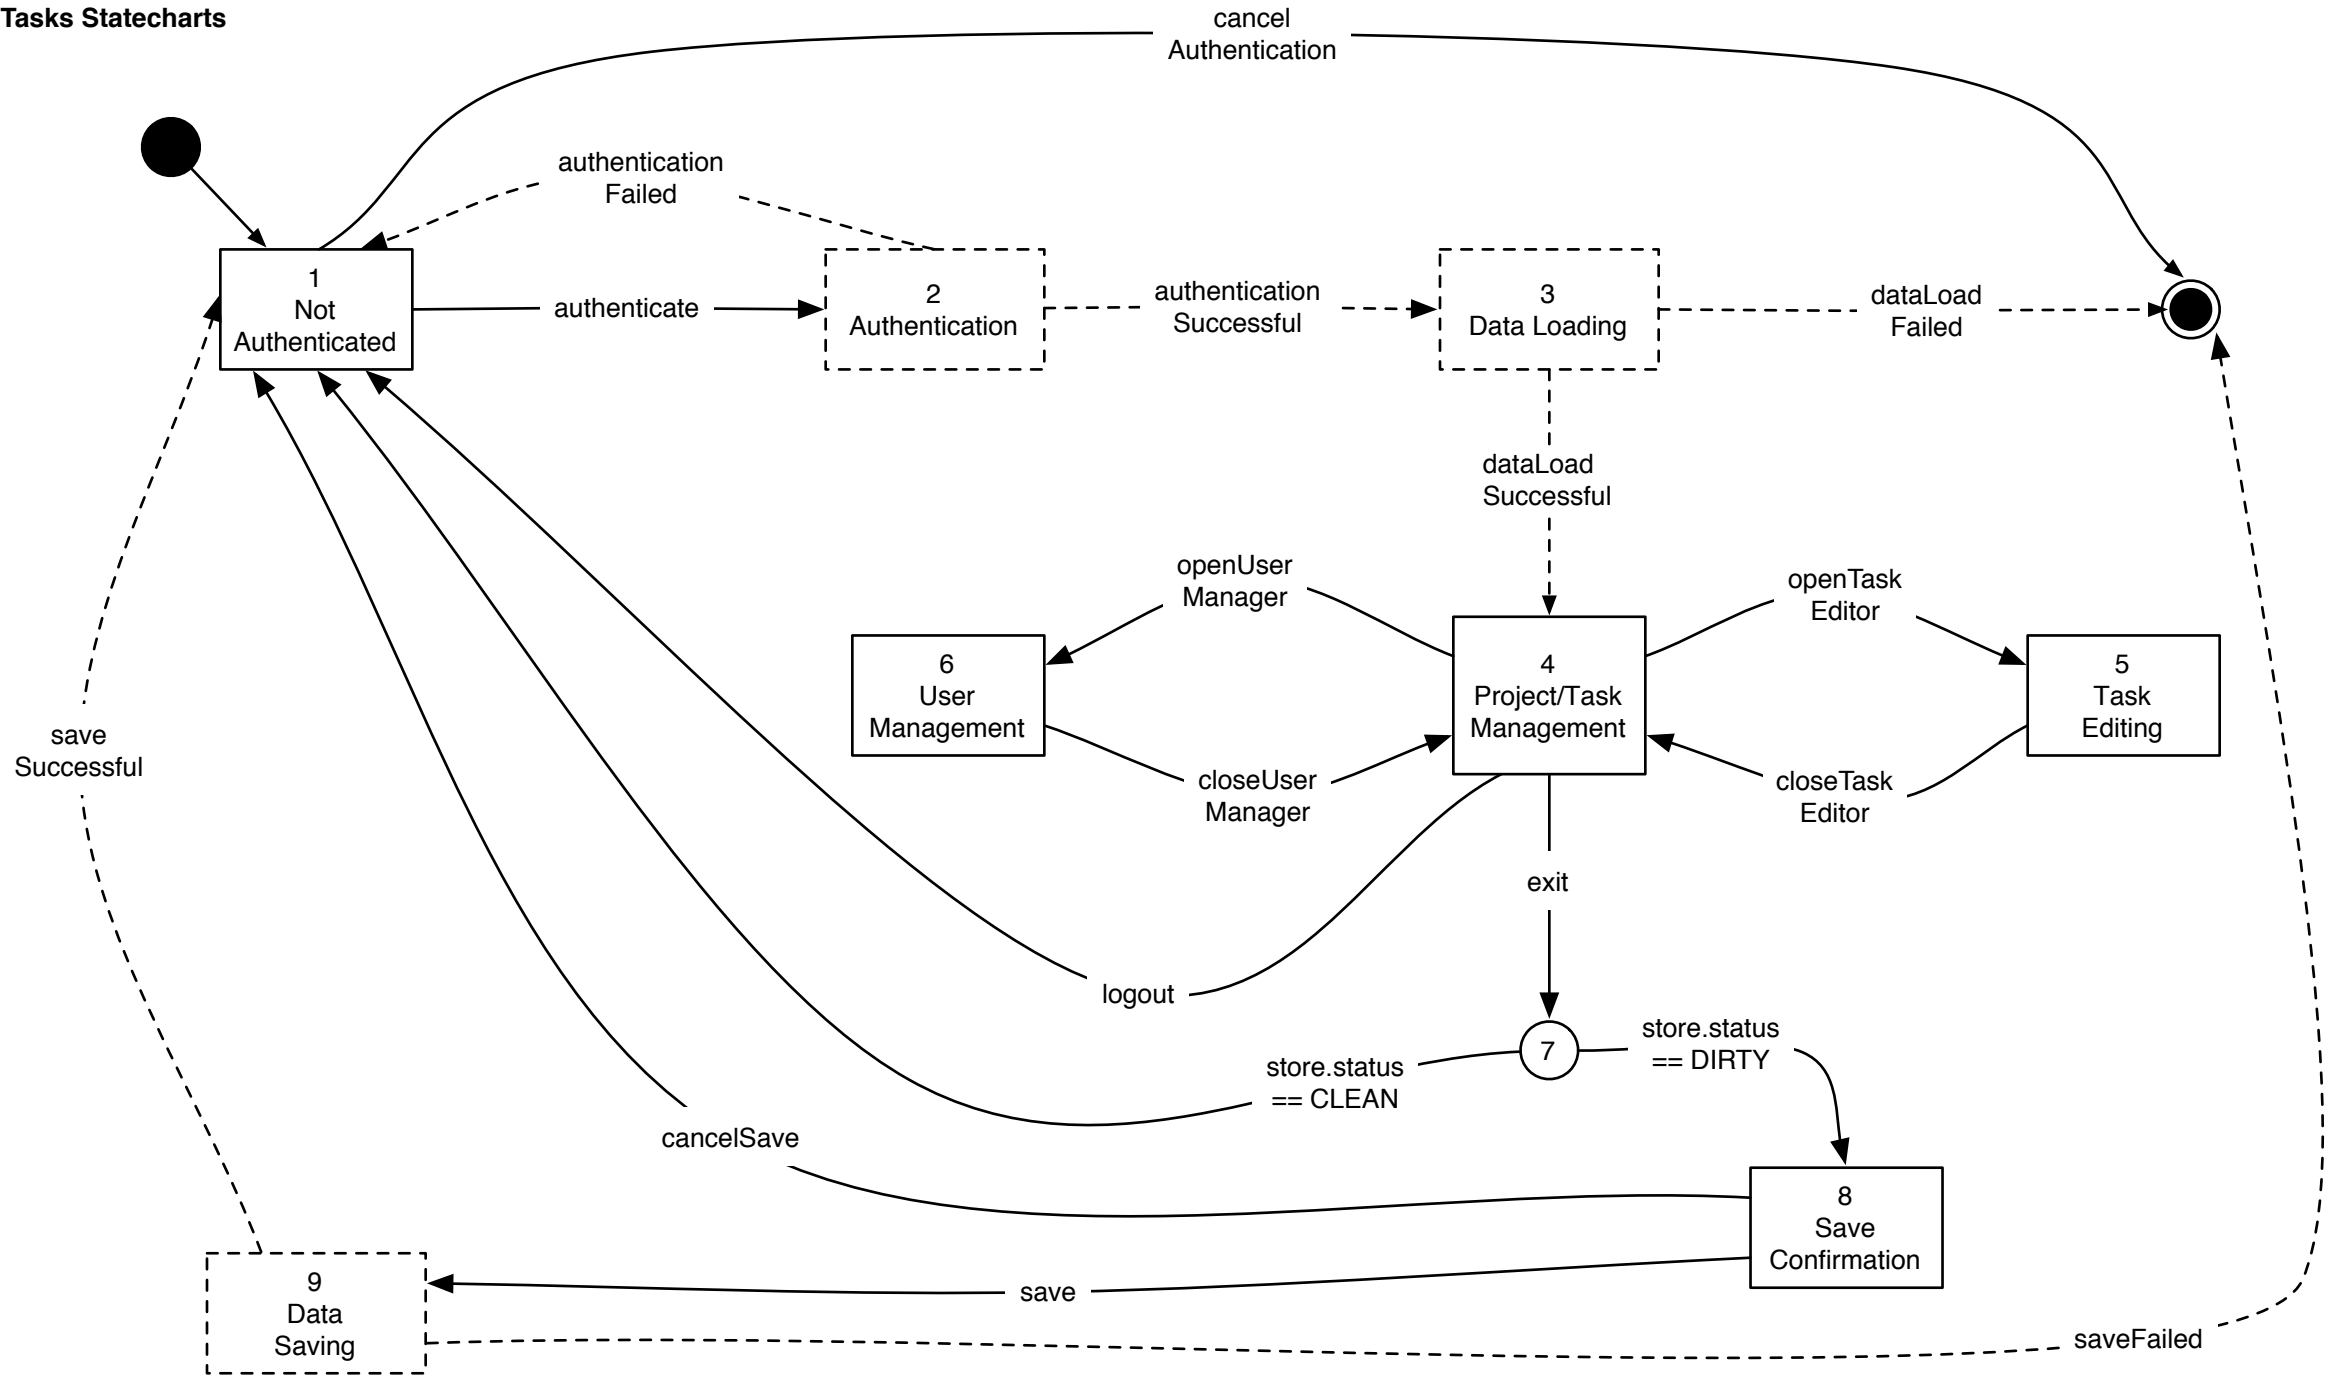 Tasks Statecharts
cancel
Authentication
authentication
Failed
1
Not
Authenticated
authenticate
2
Authentication
authentication
Successful
3
Data Loading
dataLoad
Failed
dataLoad
Successful
openUser
Manager
openTask
Editor
6
User
Management
4
Project/Task
Management
5
Task
Editing
save
Successful
closeUser
Manager
closeTask
Editor
exit
logout
7
store.status
== DIRTY
store.status
== CLEAN
cancelSave
8
Save
Confirmation
9
Data
Saving
save
saveFailed